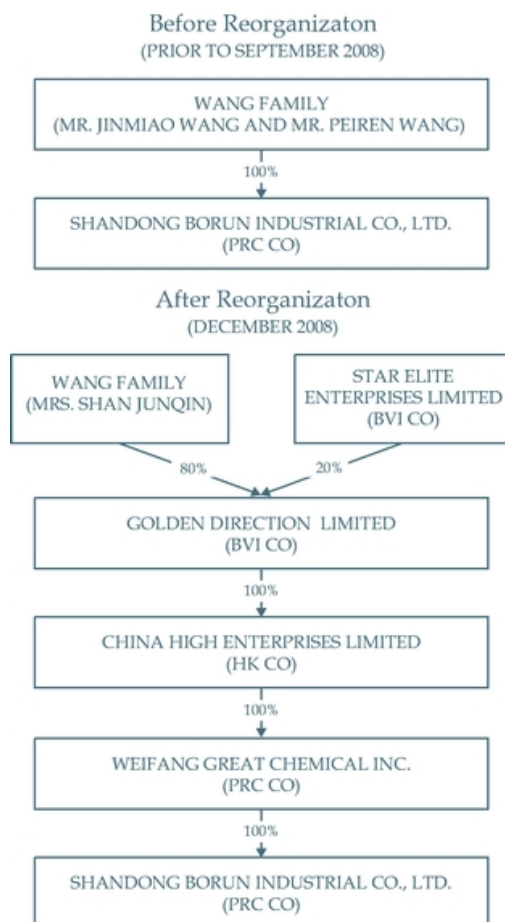 Before Reorganizaton
(PRIOR TO SEPTEMBER 2008)
WANG FAMILY
(MR. JINMIAO WANG AND MR. PEIREN WANG)
100%
SHANDONG BORUN INDUSTRIAL CO., LTD.
(PRC CO)
After Reorganizaton
(DECEMBER 2008)
WANG FAMILY
(MRS. SHAN JUNQIN)
STAR ELITE
ENTERPRISES LIMITED
(BVI CO)
80%
20%
GOLDEN DIRECTION LIMITED
(BVI CO)
100%
CHINA HIGH ENTERPRISES LIMITED
(HK CO)
100%
WEIFANG GREAT CHEMICAL INC.
(PRC CO)
100%
SHANDONG BORUN INDUSTRIAL CO., LTD.
(PRC CO)